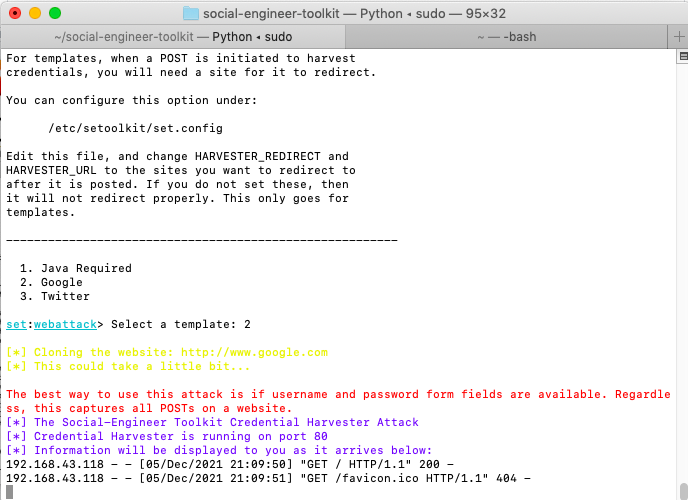 social-engineer-toolkit — Python ◂ sudo — 95×32
~/social-engineer-toolkit — Python ◂ sudo
~ — -bash
For templates, when a POST is initiated to harvest
credentials, you will need a site for it to redirect.
You can configure this option under:
/etc/setoolkit/set.config
Edit this file, and change HARVESTER_REDIRECT and
HARVESTER_URL to the sites you want to redirect to
after it is posted. If you do not set these, then
it will not redirect properly. This only goes for
templates.
--------------------------------------------------------
1. Java Required
2. Google
3. Twitter
set:webattack> Select a template: 2
[*] Cloning the website: http://www.google.com
[*] This could take a little bit...
The best way to use this attack is if username and password form fields are available. Regardle
ss, this captures all POSTs on a website.
[*] The Social-Engineer Toolkit Credential Harvester Attack
[*] Credential Harvester is running on port 80
[*] Information will be displayed to you as it arrives below:
192.168.43.118 - - [05/Dec/2021 21:09:50] "GET / HTTP/1.1" 200 -
192.168.43.118 - - [05/Dec/2021 21:09:51] "GET /favicon.ico HTTP/1.1" 404 -